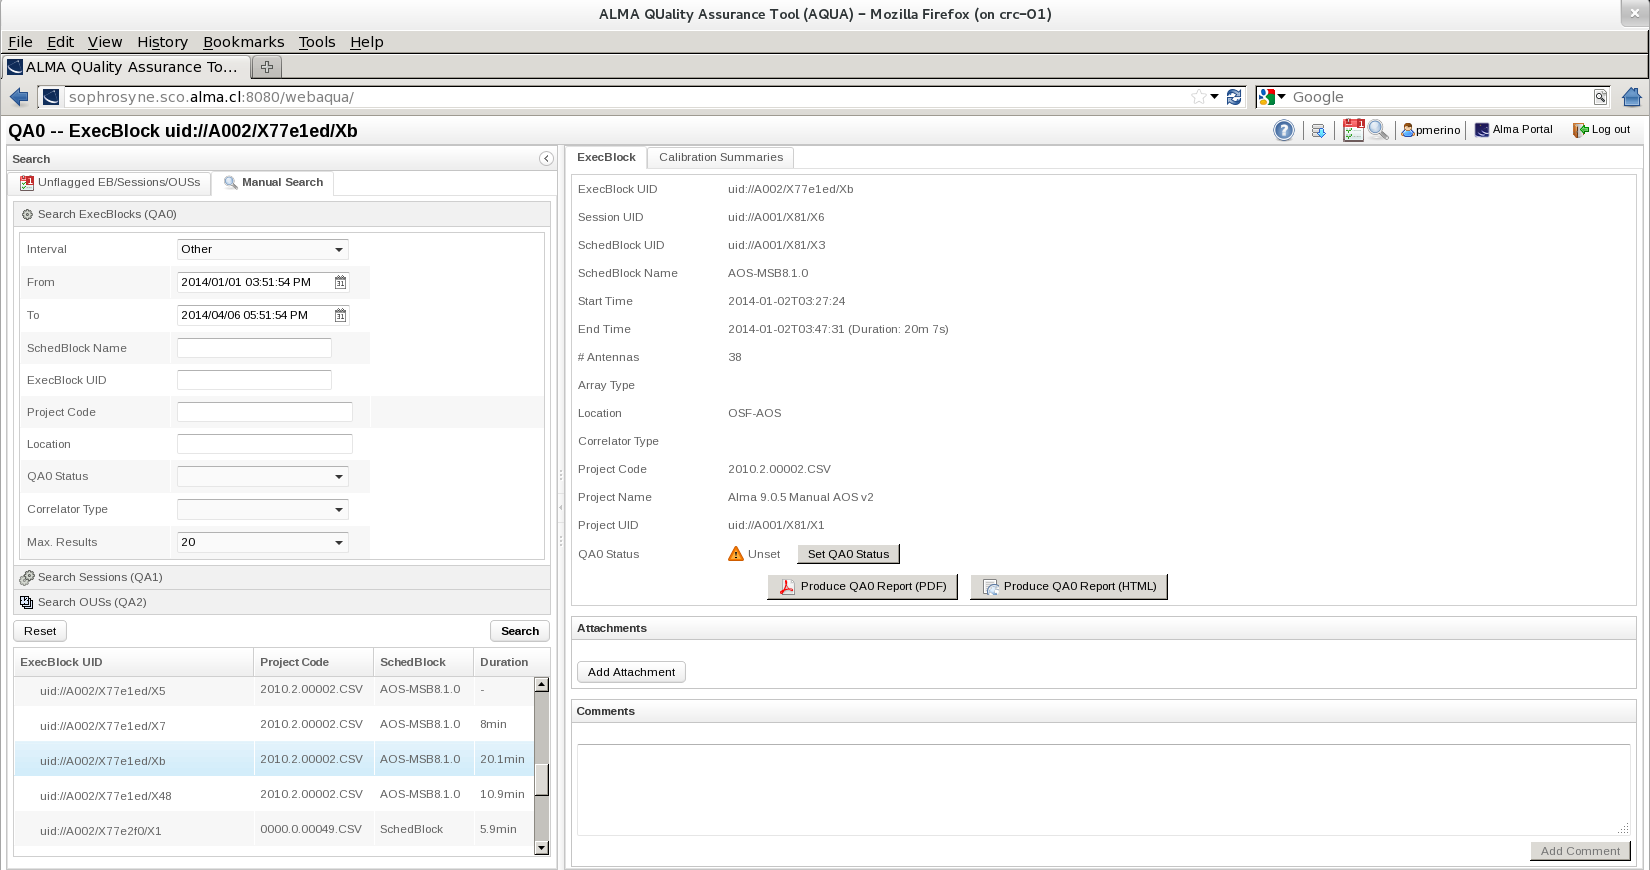 ALMA QUality Assurance Tool (AQUA) - Mozilla Firefox (on crc-01)
File Edit View History Bookmarks Tools Help
ALMA QUality Assurance To...
sophrosyne.sco.alma.cl:8080/webaqua/
Google
QA0 -- ExecBlock uid://A002/X77e1ed/Xb
pmerino
Alma Portal
Log out
Search
Unflagged EB/Sessions/OUSs
Manual Search
Search ExecBlocks (QA0)
Interval Other
From 2014/01/01 03:51:54 PM
To 2014/04/06 05:51:54 PM
SchedBlock Name
ExecBlock UID
Project Code
Location
QA0 Status
Correlator Type
Max. Results 20
Search Sessions (QA1)
Search OUSs (QA2)
Reset Search
ExecBlock UID Project Code SchedBlock Duration
uid://A002/X77e1ed/X5 2010.2.00002.CSV AOS-MSB8.1.0 -
uid://A002/X77e1ed/X7 2010.2.00002.CSV AOS-MSB8.1.0 8min
uid://A002/X77e1ed/Xb 2010.2.00002.CSV AOS-MSB8.1.0 20.1min
uid://A002/X77e1ed/X48 2010.2.00002.CSV AOS-MSB8.1.0 10.9min
uid://A002/X77e2f0/X1 0000.0.00049.CSV SchedBlock 5.9min
ExecBlock Calibration Summaries
ExecBlock UID uid://A002/X77e1ed/Xb
Session UID uid://A001/X81/X6
SchedBlock UID uid://A001/X81/X3
SchedBlock Name AOS-MSB8.1.0
Start Time 2014-01-02T03:27:24
End Time 2014-01-02T03:47:31 (Duration: 20m 7s)
# Antennas 38
Array Type
Location OSF-AOS
Correlator Type
Project Code 2010.2.00002.CSV
Project Name Alma 9.0.5 Manual AOS v2
Project UID uid://A001/X81/X1
QA0 Status Unset Set QA0 Status
Produce QA0 Report (PDF) Produce QA0 Report (HTML)
Attachments
Add Attachment
Comments
Add Comment